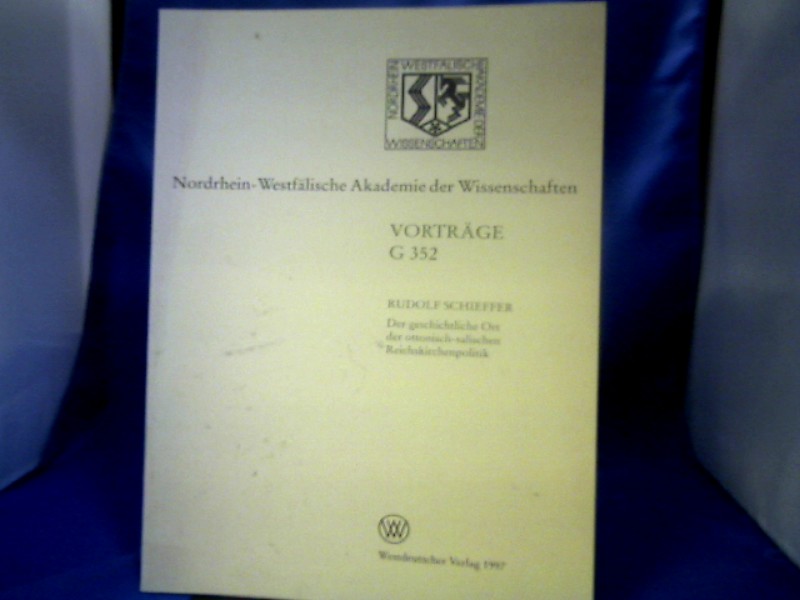 NORDRHEIN
WESTFÄLISCHE
AKADEMIE DER
WISSENSCHAFTEN
Nordrhein-Westfälische Akademie der Wissenschaften
VORTRÄGE
G 352
RUDOLF SCHIEFFER
Der geschichtliche Ort
der ottonisch-salischen
Reichskirchenpolitik
Westdeutscher Verlag 1997